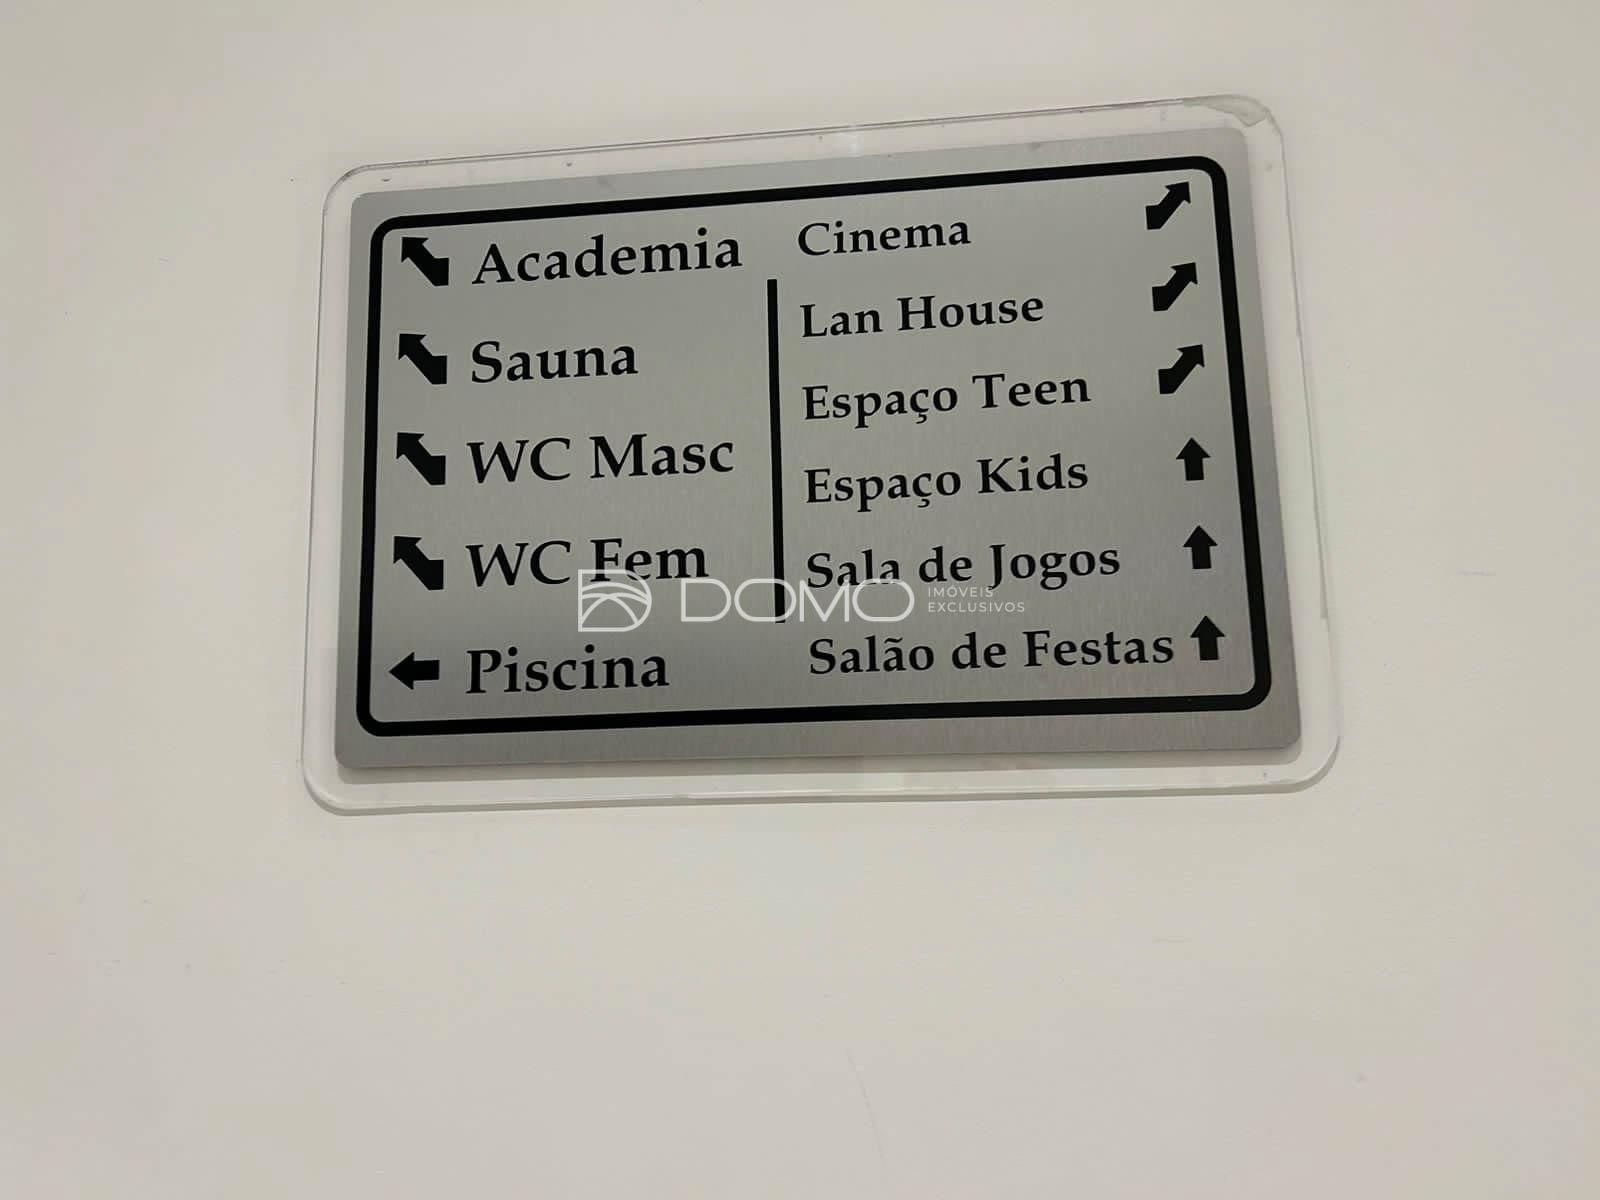 Academia
Sauna
WC Masc
WC Fem
Piscina
Cinema
Lan House
Espaço Teen
Espaço Kids
Sala de Jogos
Salão de Festas
DOMO
IMÓVEIS
EXCLUSIVOS